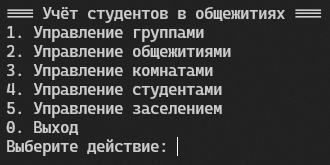 === Учёт студентов в общежитиях ===
1. Управление группами
2. Управление общежитиями
3. Управление комнатами
4. Управление студентами
5. Управление заселением
0. Выход
Выберите действие: